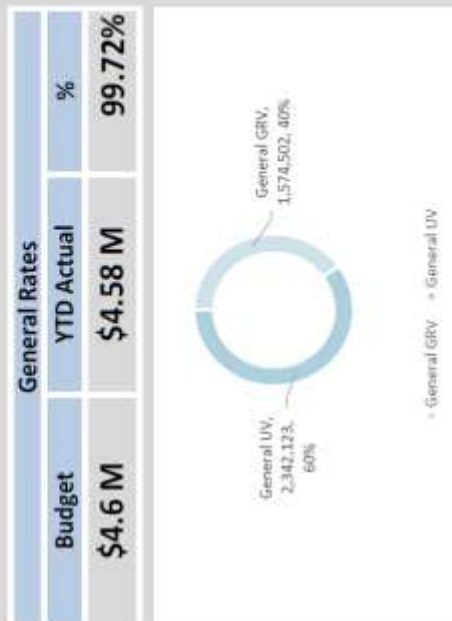 General Rates
Budget YTD Actual %
$4.6 M $4.58 M 99.72%
General GRV,
1,574,502, 40%
General UV,
2,342,123,
60%
General GRV General UV